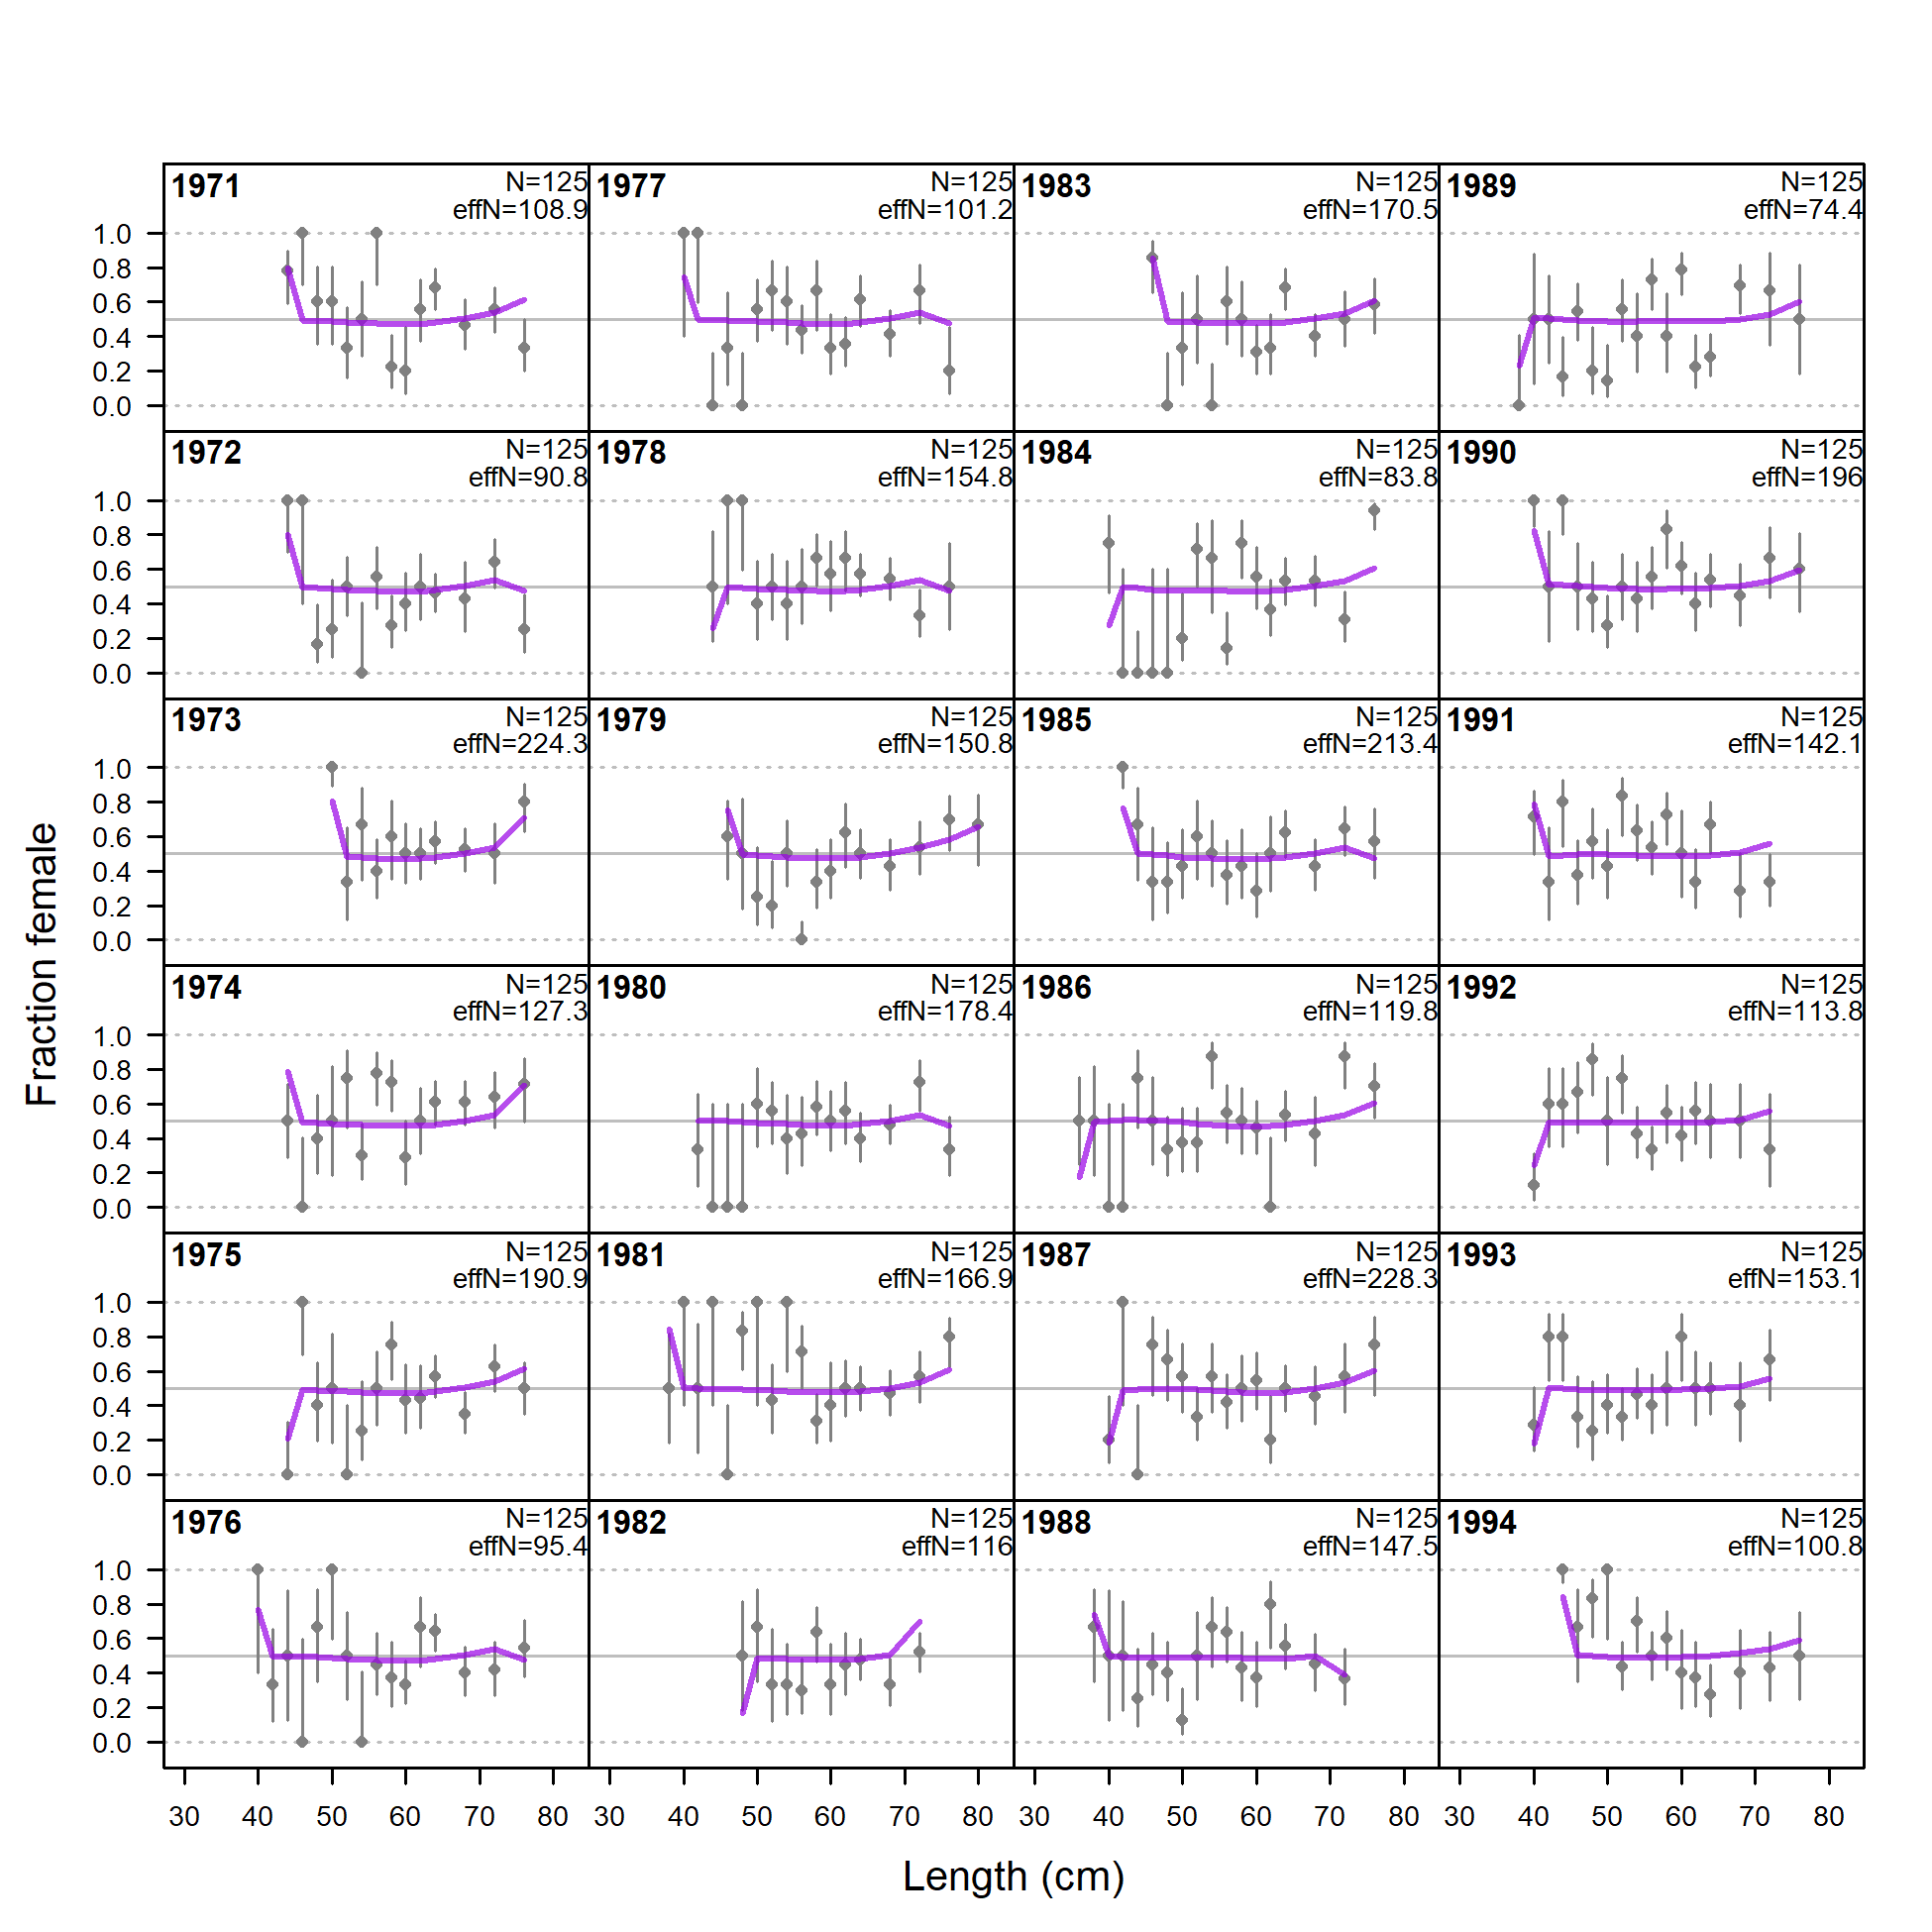 1971 N=125 1977 N=125 1983 N=125 1989 N=125
effN=108.9 effN=101.2 effN=170.5 effN=74.4
1.0
0.8
0.6
0.4
0.2
0.0
1972 N=125 1978 N=125 1984 N=125 1990 N=125
effN=90.8 effN=154.8 effN=83.8 effN=196
1.0
0.8
0.6
0.4
0.2
0.0
1973 N=125 1979 N=125 1985 N=125 1991 N=125
effN=224.3 effN=150.8 effN=213.4 effN=142.1
1.0
0.8
0.6
0.4
0.2
0.0
Fraction female
1974 N=125 1980 N=125 1986 N=125 1992 N=125
effN=127.3 effN=178.4 effN=119.8 effN=113.8
1.0
0.8
0.6
0.4
0.2
0.0
1975 N=125 1981 N=125 1987 N=125 1993 N=125
effN=190.9 effN=166.9 effN=228.3 effN=153.1
1.0
0.8
0.6
0.4
0.2
0.0
1976 N=125 1982 N=125 1988 N=125 1994 N=125
effN=95.4 effN=116 effN=147.5 effN=100.8
1.0
0.8
0.6
0.4
0.2
0.0
30 40 50 60 70 80 30 40 50 60 70 80 30 40 50 60 70 80 30 40 50 60 70 80
Length (cm)